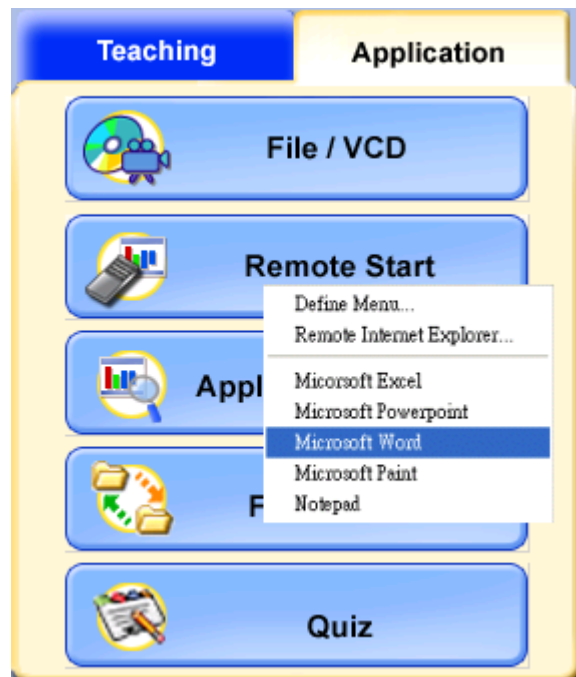 Teaching
Application
File / VCD
Remote Start
Define Menu...
Remote Internet Explorer...
Micorsoft Excel
Microsoft Powerpoint
Microsoft Word
Microsoft Paint
Notepad
Appl
F
Quiz